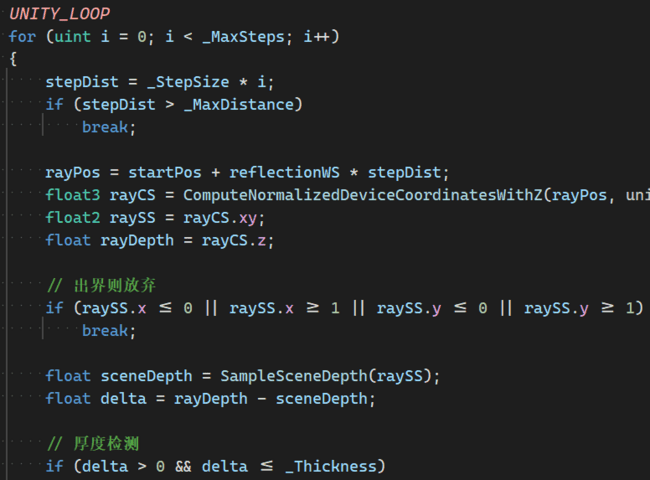 UNITY_LOOP
for (uint i = 0; i < _MaxSteps; i++)
{
stepDist = _StepSize * i;
if (stepDist > _MaxDistance)
break;
rayPos = startPos + reflectionWS * stepDist;
float3 rayCS = ComputeNormalizedDeviceCoordinatesWithZ(rayPos, uni
float2 raySS = rayCS.xy;
float rayDepth = rayCS.z;
// 出界则放弃
if (raySS.x ≤ 0 || raySS.x ≥ 1 || raySS.y ≤ 0 || raySS.y ≥ 1)
break;
float sceneDepth = SampleSceneDepth(raySS);
float delta = rayDepth - sceneDepth;
// 厚度检测
if (delta > 0 && delta ≤ _Thickness)